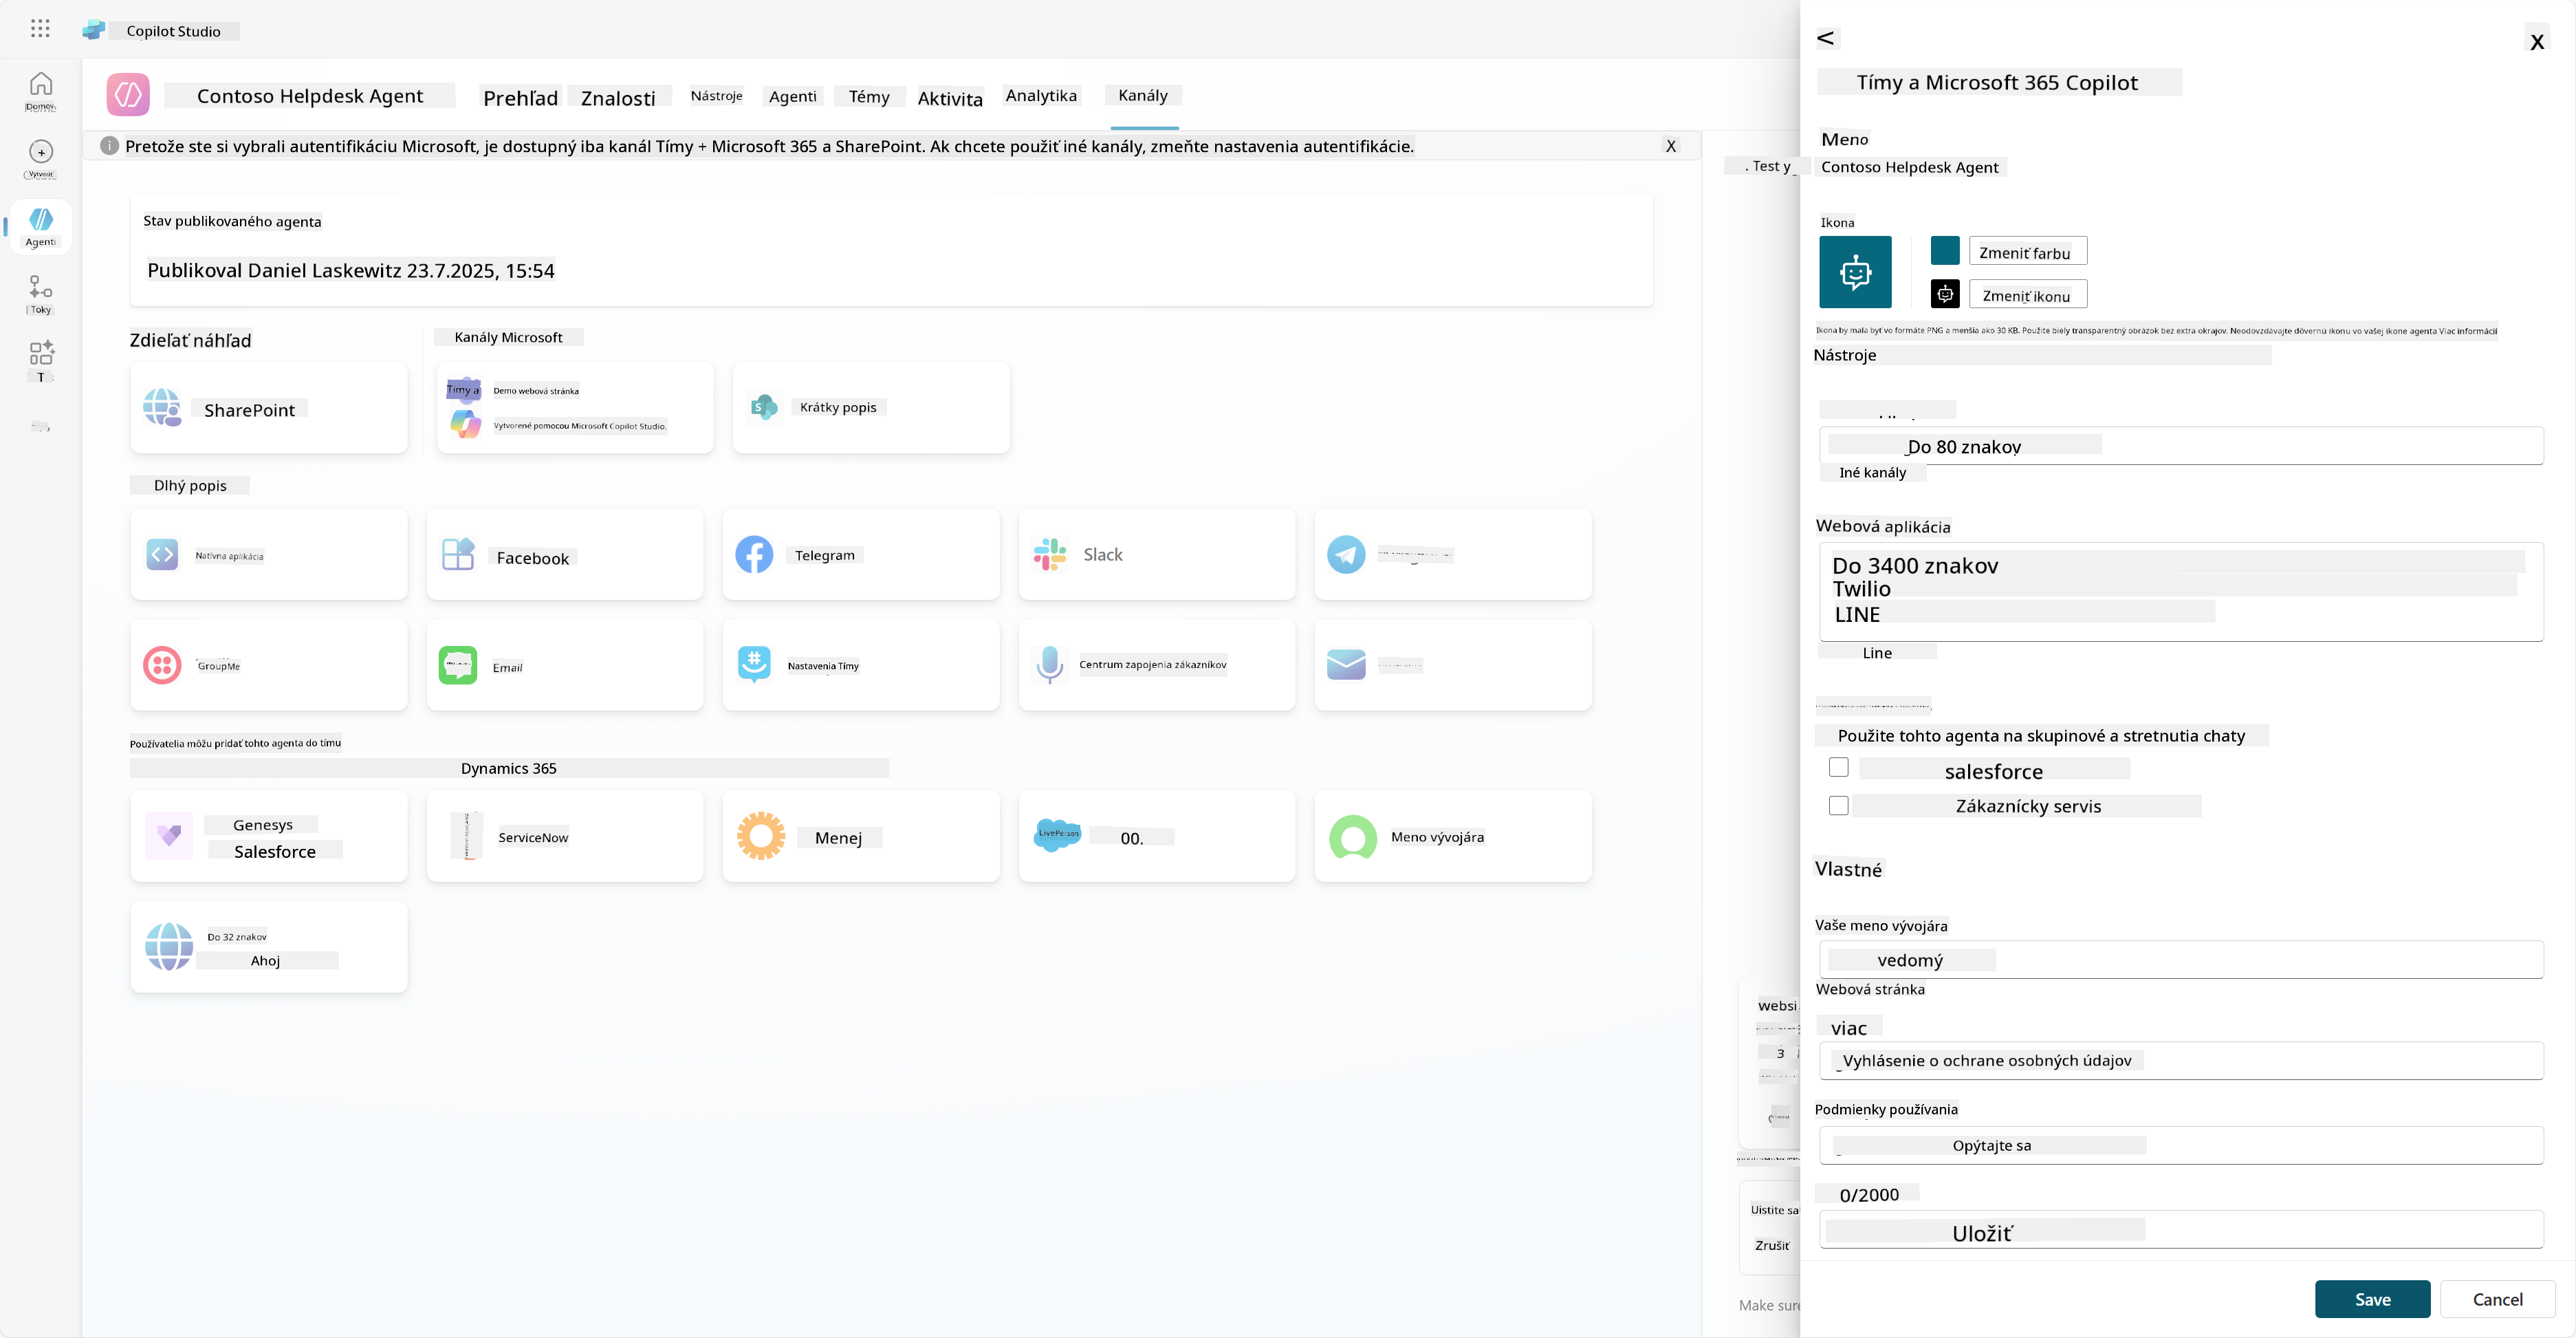 Copilot Studio
Domov
Vytvoriť
Agenti
Toky
T
Contoso Helpdesk Agent
Prehľad
Znalosti
Nástroje
Agenti
Témy
Aktivita
Analytika
Kanály
Pretože ste si vybrali autentifikáciu Microsoft, je dostupný iba kanál Tímy + Microsoft 365 a SharePoint. Ak chcete použiť iné kanály, zmeňte nastavenia autentifikácie.
X
Stav publikovaného agenta
Publikoval Daniel Laskewitz 23.7.2025, 15:54
Zdieľať náhľad
Kanály Microsoft
SharePoint
Tímy a
Demo webová stránka
Vytvorené pomocou Microsoft Copilot Studio.
Krátky popis
Dlhý popis
Natívna aplikácia
Facebook
Telegram
Slack
GroupMe
Email
Nastavenia Tímy
Centrum zapojenia zákazníkov
Používatelia môžu pridať tohto agenta do tímu
Dynamics 365
Genesys
Salesforce
ServiceNow
Menej
LivePerson
00.
Meno vývojára
Do 32 znakov
Ahoj
. Test y
websi
3
Uistite sa
Zrušiť
Make sure
<
X
Tímy a Microsoft 365 Copilot
Meno
Contoso Helpdesk Agent
Ikona
Zmeniť farbu
Zmeniť ikonu
Ikona by mala byť vo formáte PNG a menšia ako 30 KB. Použite biely transparentný obrázok bez extra okrajov. Neodovzdávajte dôvernú ikonu vo vašej ikone agenta Viac informácií
Nástroje
Do 80 znakov
Iné kanály
Webová aplikácia
Do 3400 znakov
Twilio
LINE
Line
Použite tohto agenta na skupinové a stretnutia chaty
salesforce
Zákaznícky servis
Vlastné
Vaše meno vývojára
vedomý
Webová stránka
viac
Vyhlásenie o ochrane osobných údajov
Podmienky používania
Opýtajte sa
0/2000
Uložiť
Save
Cancel